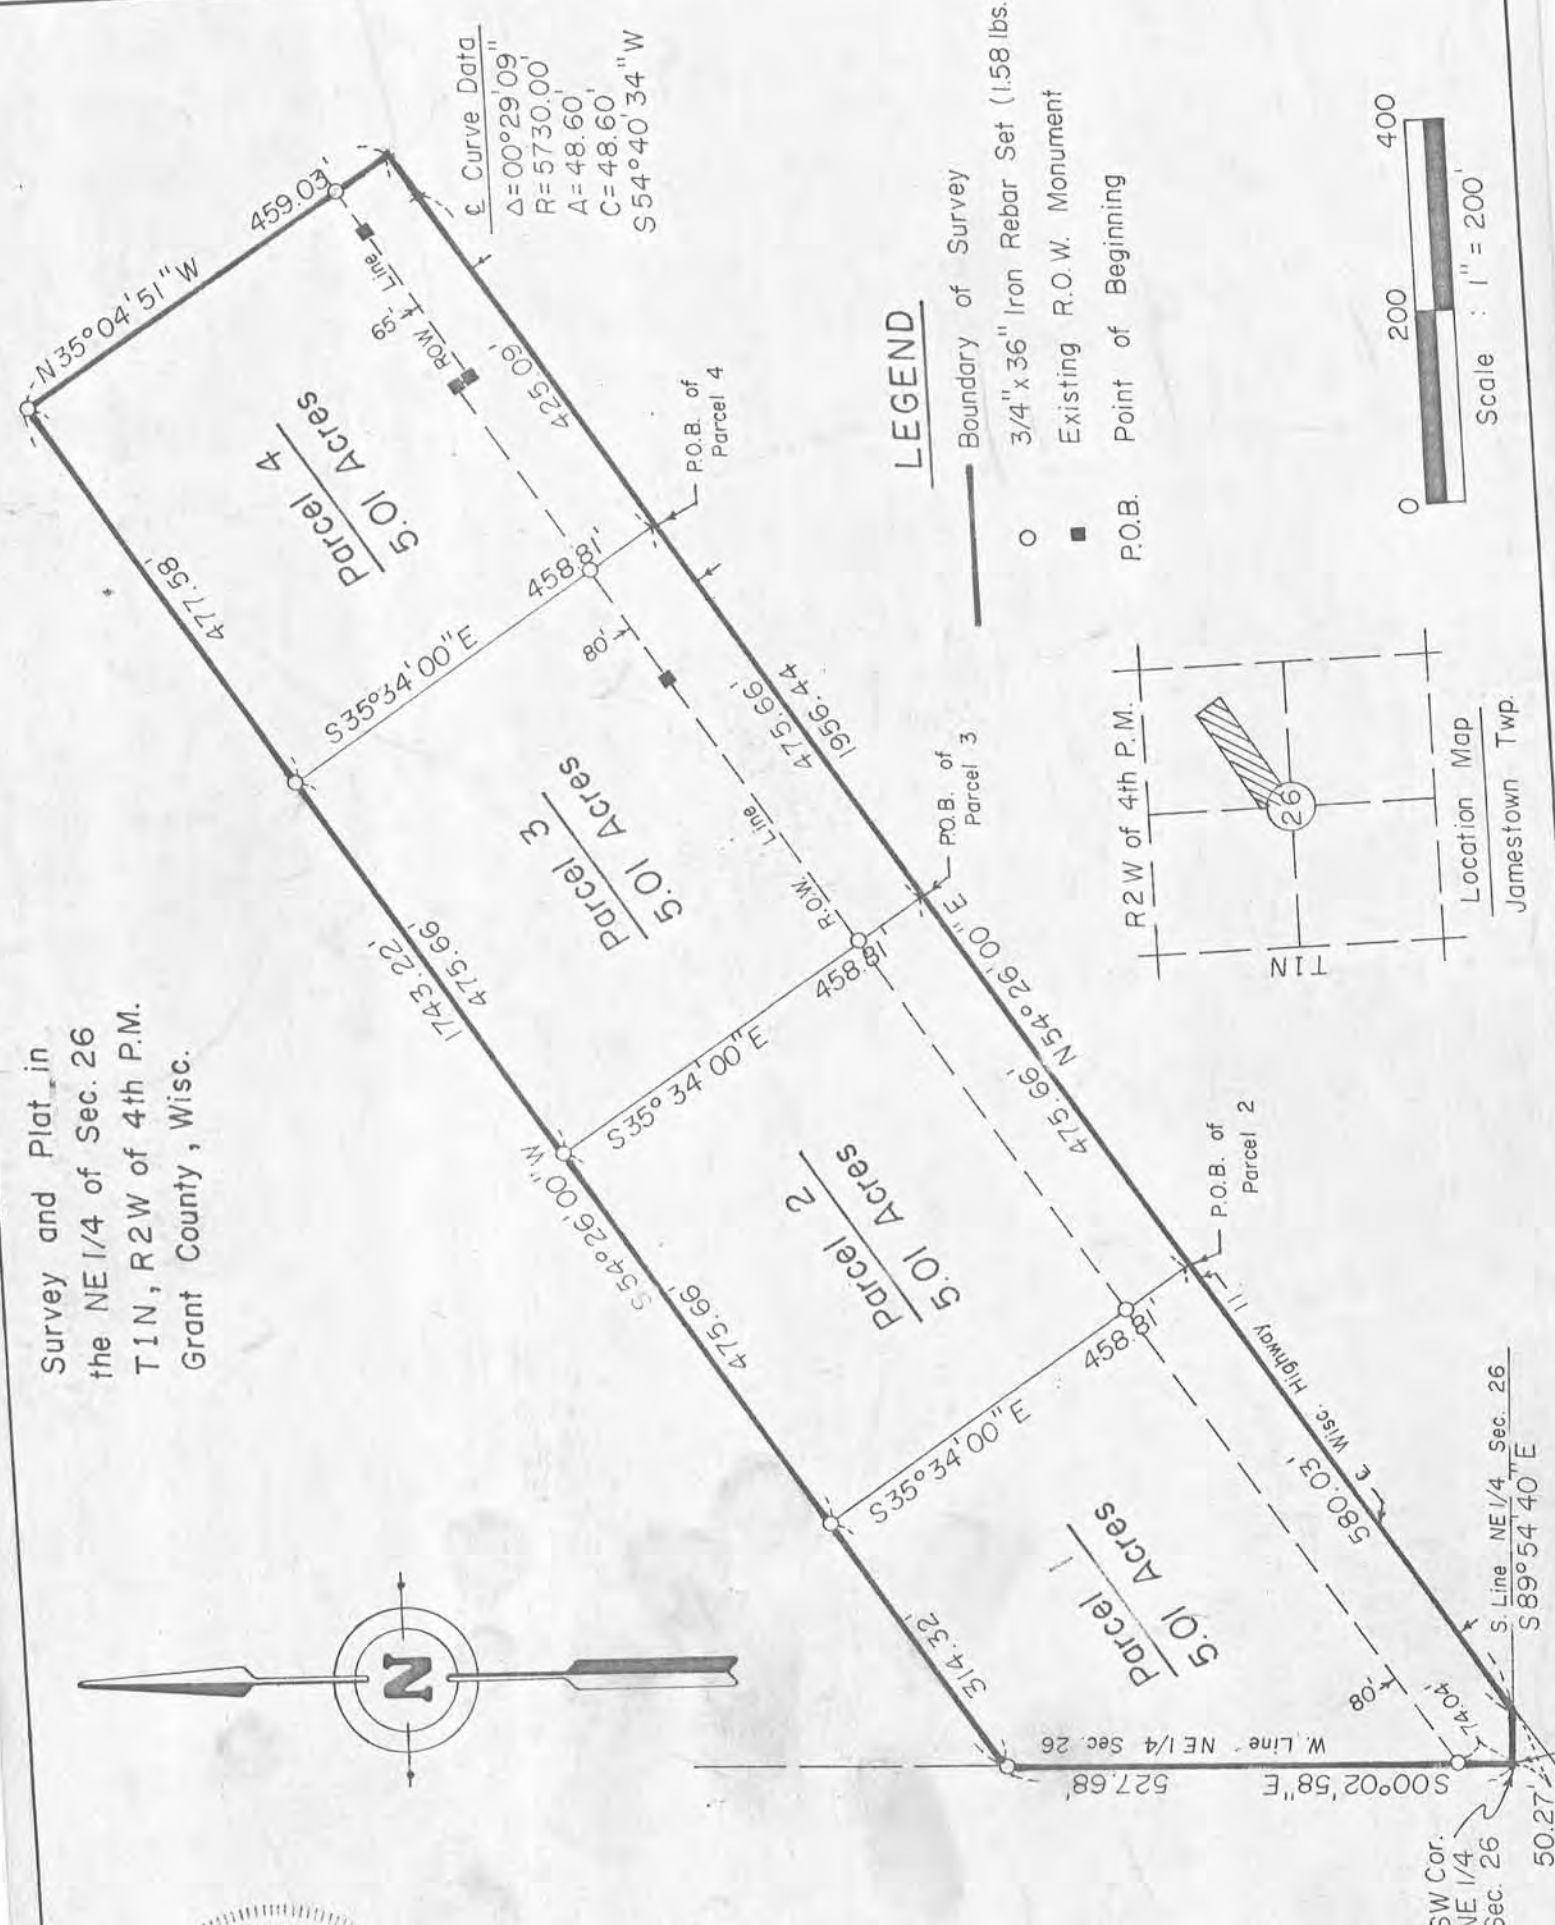 Survey and Plat in
the NE 1/4 of Sec. 26
T1N, R2W of 4th P.M.
Grant County, Wisc.
N
℄ Curve Data
Δ=00°29'09"
R=5730.00'
A=48.60'
C=48.60'
S54°40'34"W
N35°04'51"W
459.03'
477.58'
Parcel 4
5.01 Acres
65'
ROW Line
425.09'
P.O.B. of
Parcel 4
S35°34'00"E
458.81'
80'
1743.22'
475.66'
Parcel 3
5.01 Acres
R.O.W. Line
475.66'
1956.44
P.O.B. of
Parcel 3
S35°34'00"E
458.81'
S54°26'00"W
475.66'
Parcel 2
5.01 Acres
475.66'
N54°26'00"E
P.O.B. of
Parcel 2
S35°34'00"E
458.81'
314.32'
Parcel 1
5.01 Acres
580.03'
℄ Wisc. Highway 11
80'
74.04'
W. Line NE 1/4 Sec. 26
S00°02'58"E
527.68'
S. Line NE 1/4 Sec. 26
S89°54'40"E
SW Cor.
NE 1/4
Sec. 26
50.27'
LEGEND
Boundary of Survey
3/4"x36" Iron Rebar Set (1.58 lbs.
Existing R.O.W. Monument
P.O.B. Point of Beginning
R2W of 4th P.M.
T1N
26
Location Map
Jamestown Twp.
0 200 400
Scale : 1" = 200'